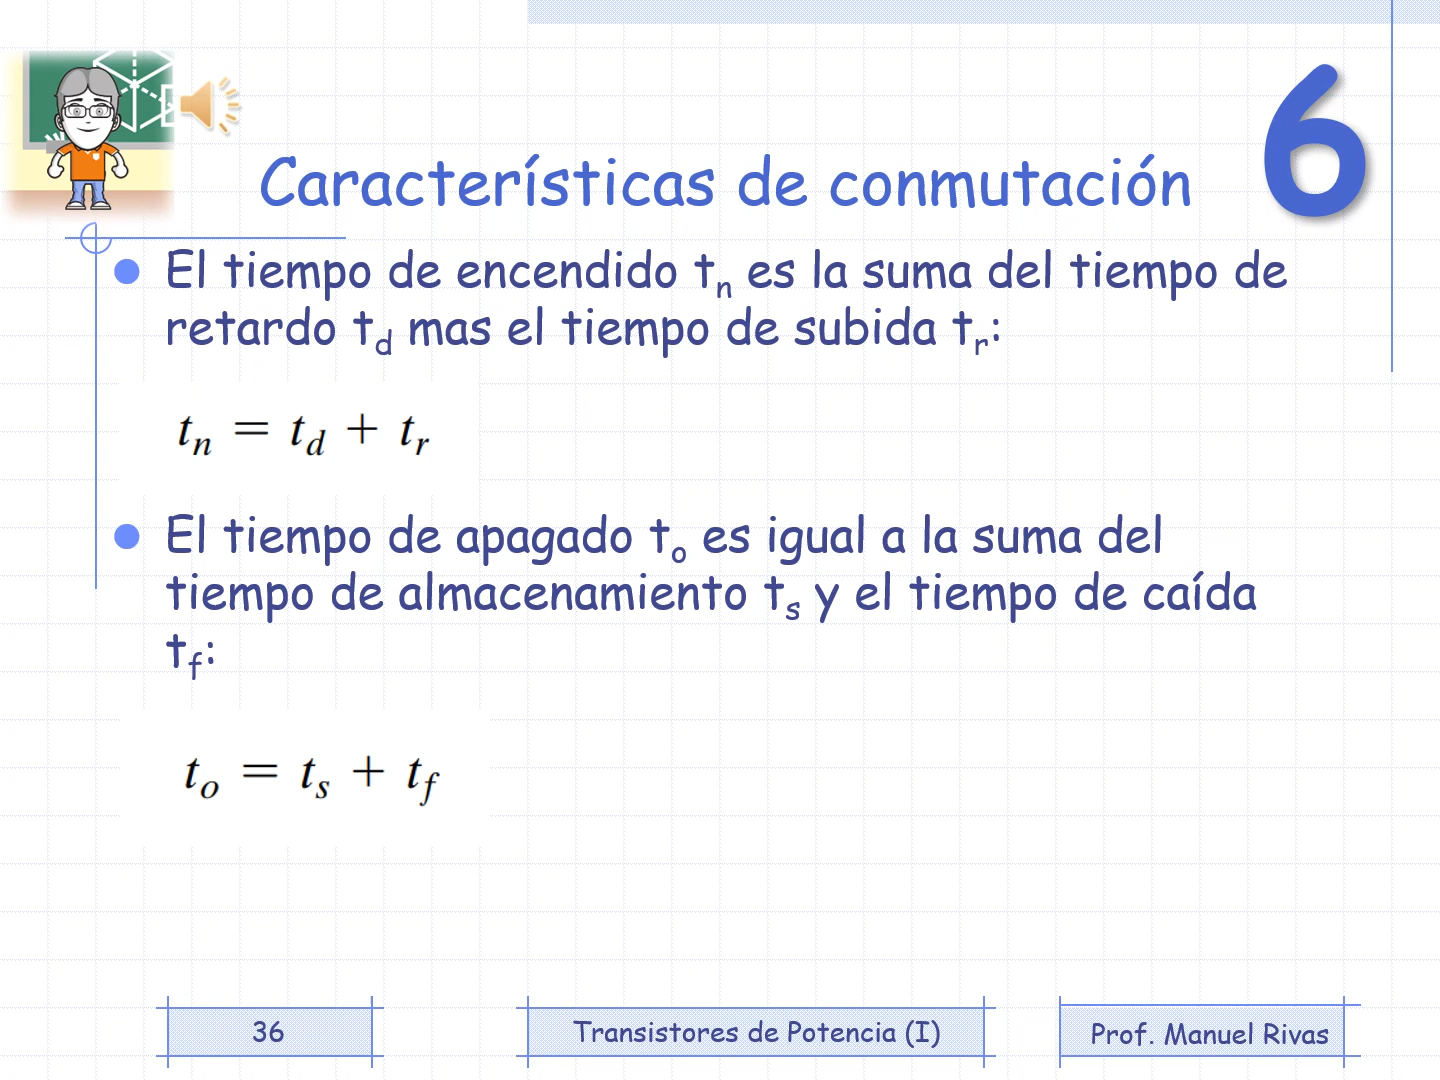 6
Características de conmutación
El tiempo de encendido tn es la suma del tiempo de
retardo td mas el tiempo de subida tr:
tn = td + tr
El tiempo de apagado to es igual a la suma del
tiempo de almacenamiento ts y el tiempo de caída
tf:
to = ts + tf
36
Transistores de Potencia (I)
Prof. Manuel Rivas